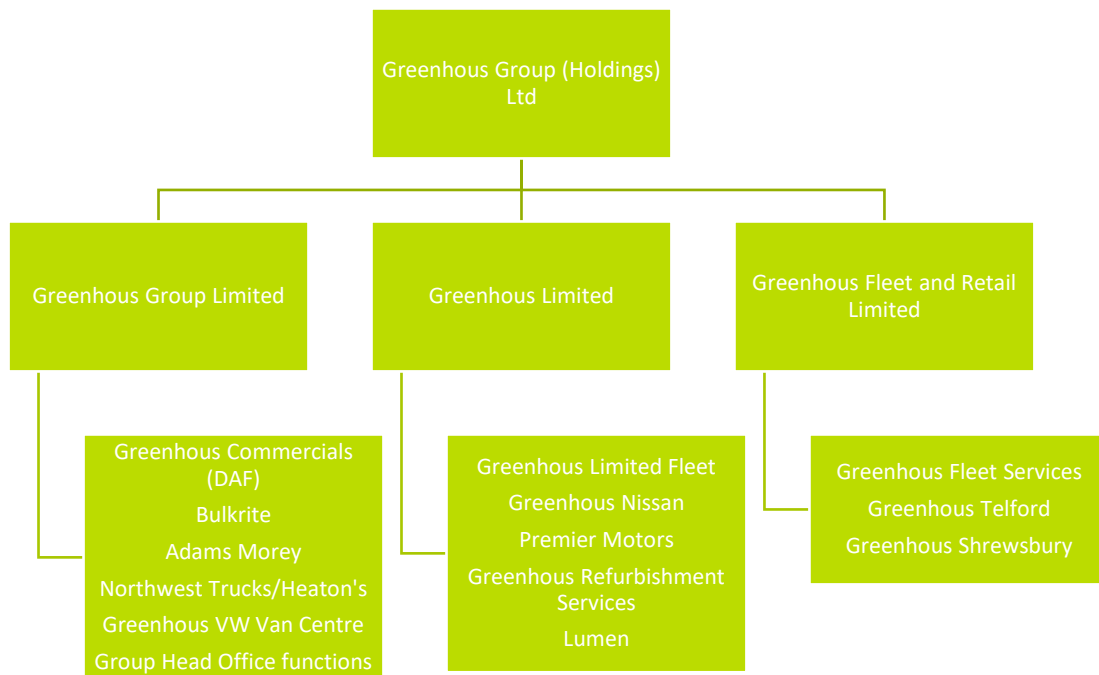 Greenhous Group (Holdings)
Ltd
Greenhous Group Limited
Greenhous Limited
Greenhous Fleet and Retail
Limited
Greenhous Commercials
(DAF)
Bulkrite
Adams Morey
Northwest Trucks/Heaton's
Greenhous VW Van Centre
Group Head Office functions
Greenhous Limited Fleet
Greenhous Nissan
Premier Motors
Greenhous Refurbishment
Services
Lumen
Greenhous Fleet Services
Greenhous Telford
Greenhous Shrewsbury